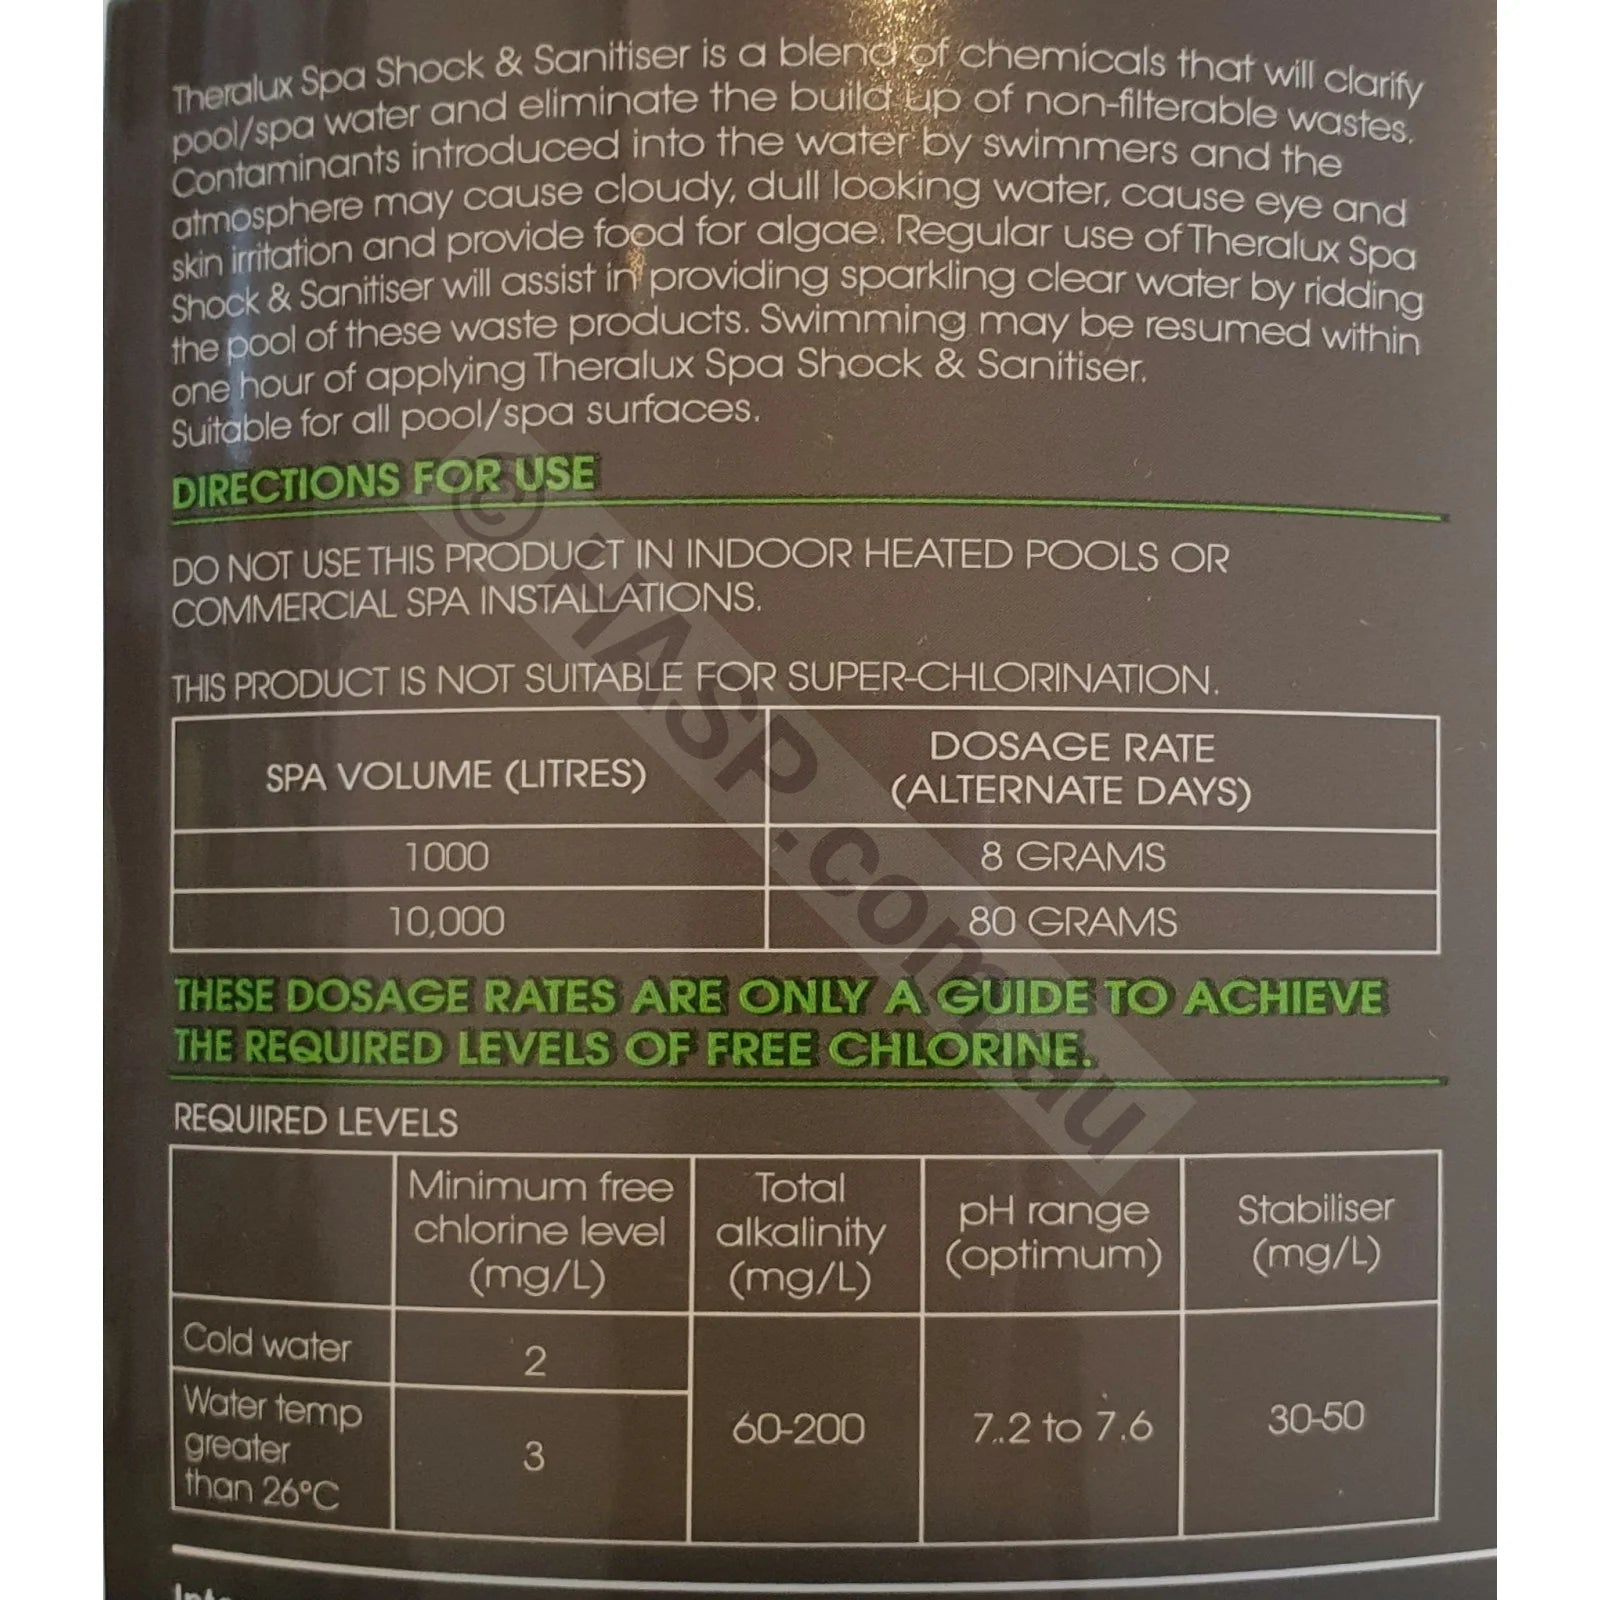 Theralux Spa Shock & Sanitiser is a blend of chemicals that will clarify
pool/spa water and eliminate the build up of non-filterable wastes.
Contaminants introduced into the water by swimmers and the
atmosphere may cause cloudy, dull looking water, cause eye and
skin irritation and provide food for algae. Regular use of Theralux Spa
Shock & Sanitiser will assist in providing sparkling clear water by ridding
the pool of these waste products. Swimming may be resumed within
one hour of applying Theralux Spa Shock & Sanitiser.
Suitable for all pool/spa surfaces.
DIRECTIONS FOR USE
DO NOT USE THIS PRODUCT IN INDOOR HEATED POOLS OR
COMMERCIAL SPA INSTALLATIONS.
THIS PRODUCT IS NOT SUITABLE FOR SUPER-CHLORINATION.
SPA VOLUME (LITRES)
DOSAGE RATE
(ALTERNATE DAYS)
1000
8 GRAMS
10,000
80 GRAMS
THESE DOSAGE RATES ARE ONLY A GUIDE TO ACHIEVE
THE REQUIRED LEVELS OF FREE CHLORINE.
REQUIRED LEVELS
Minimum free
chlorine level
(mg/L)
Total
alkalinity
(mg/L)
pH range
(optimum)
Stabiliser
(mg/L)
Cold water
2
Water temp
greater
than 26°C
3
60-200
7.2 to 7.6
30-50
© HASP.com.au